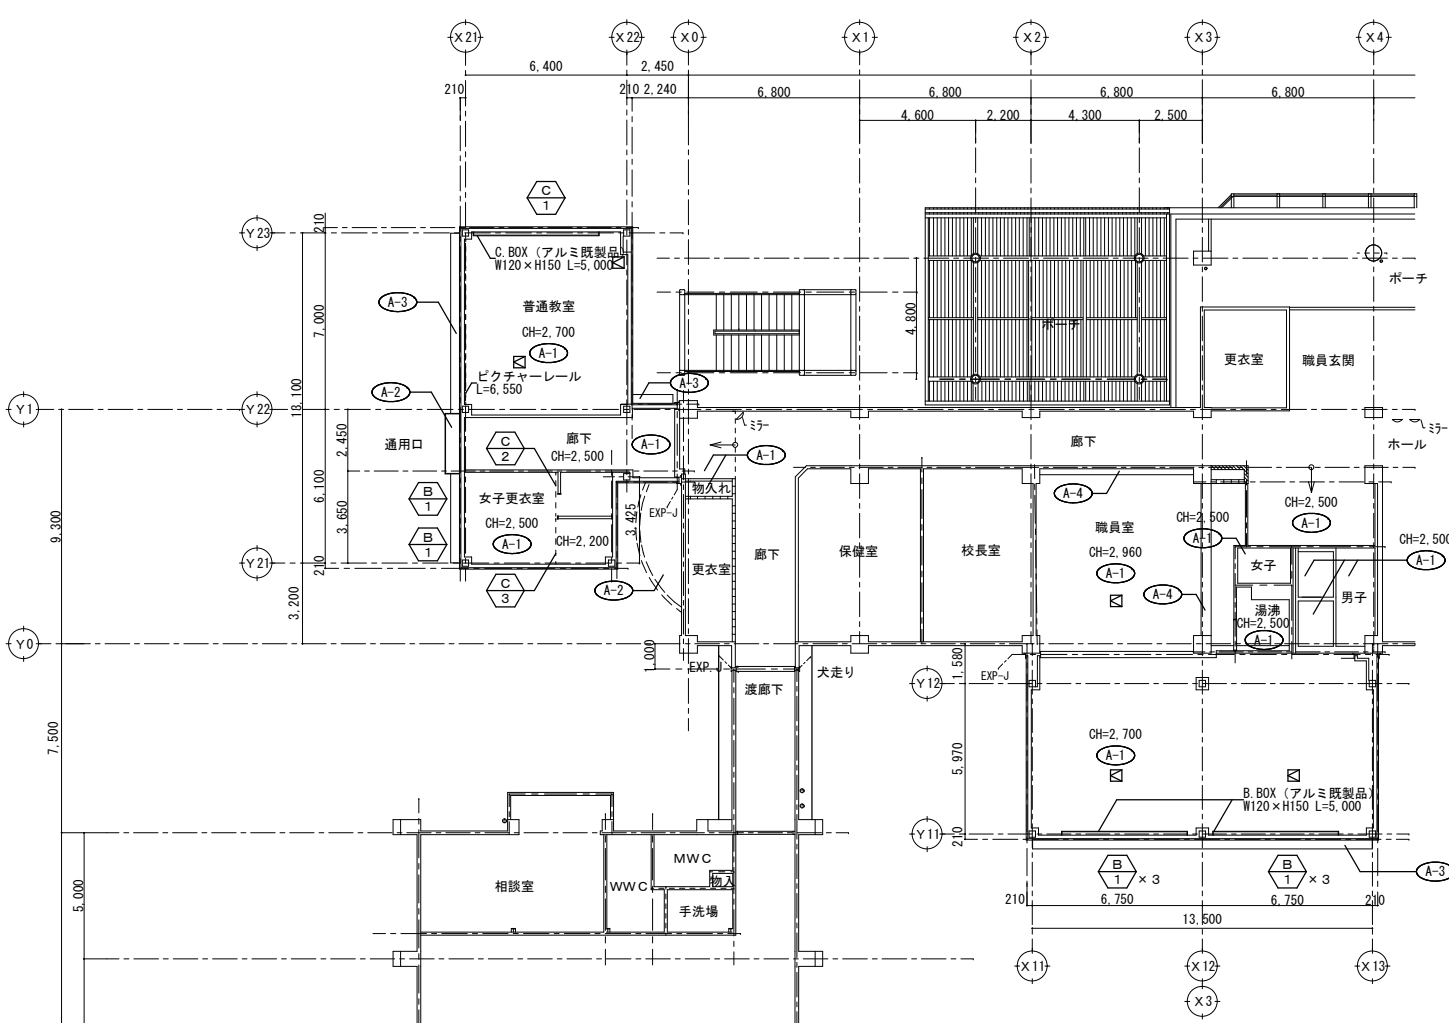 X21
X22
X0
X1
X2
X3
X4
6,400
2,450
210
210
2,240
6,800
6,800
6,800
6,800
4,600
2,200
4,300
2,500
C
1
Y23
210
C.BOX（アルミ既製品）
W120×H150 L=5,000
ポーチ
A-3
普通教室
7,000
4,800
ポーチ
CH=2,700
A-1
更衣室
職員玄関
ピクチャーレール
L=6,550
A-3
A-2
13,100
Y1
Y22
ミラー
ミラー
通用口
2,450
廊下
CH=2,500
A-1
C
2
A-1
廊下
ホール
物入れ
A-4
6,100
B
1
女子更衣室
CH=2,500
A-1
3,650
3,425
EXP-J
CH=2,500
A-1
CH=2,500
A-1
職員室
CH=2,960
A-1
9,300
B
1
CH=2,200
廊下
保健室
校長室
CH=2,500
A-1
Y21
210
更衣室
女子
C
3
A-2
A-4
男子
湯沸
CH=2,500
A-1
3,200
Y0
1,000
EXP.J
犬走り
1,580
EXP-J
渡廊下
Y12
7,500
CH=2,700
A-1
5,970
B.BOX（アルミ既製品）
W120×H150 L=5,000
Y11
210
MWC
A-3
B
1
×3
B
1
×3
5,000
相談室
WWC
物入
手洗場
210
6,750
6,750
210
13,500
X11
X12
X13
X3